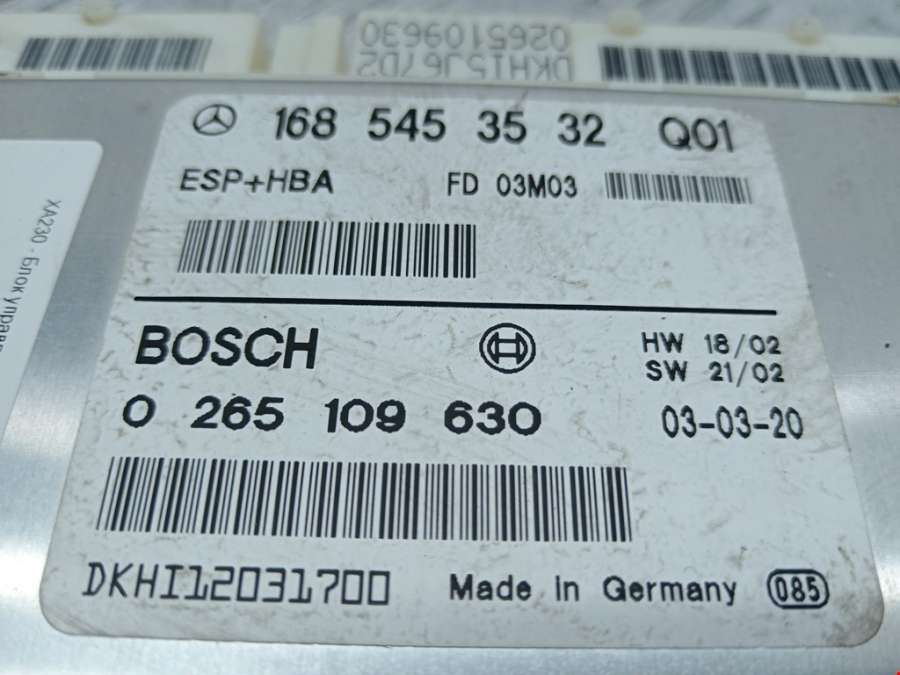 0265109630
DKHI5J67D2
168 545 35 32 Q01
ESP+HBA FD 03M03
BOSCH
HW 18/02
SW 21/02
0 265 109 630 03-03-20
DKHI12031700 Made in Germany 085
XA230 - Блок